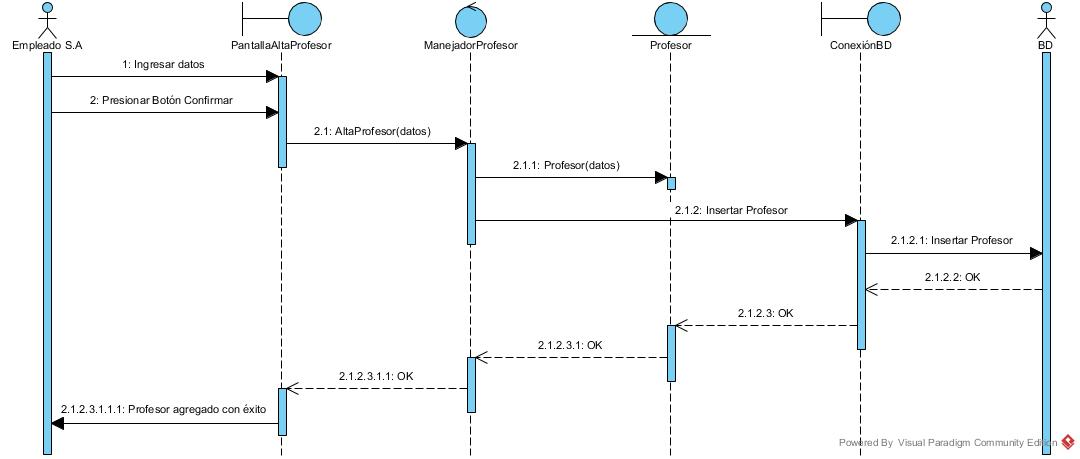 Empleado S.A
PantallaAltaProfesor
ManejadorProfesor
Profesor
ConexiónBD
BD
1: Ingresar datos
2: Presionar Botón Confirmar
2.1: AltaProfesor(datos)
2.1.1: Profesor(datos)
2.1.2: Insertar Profesor
2.1.2.1: Insertar Profesor
2.1.2.2: OK
2.1.2.3: OK
2.1.2.3.1: OK
2.1.2.3.1.1: OK
2.1.2.3.1.1.1: Profesor agregado con éxito
Powered By Visual Paradigm Community Edition